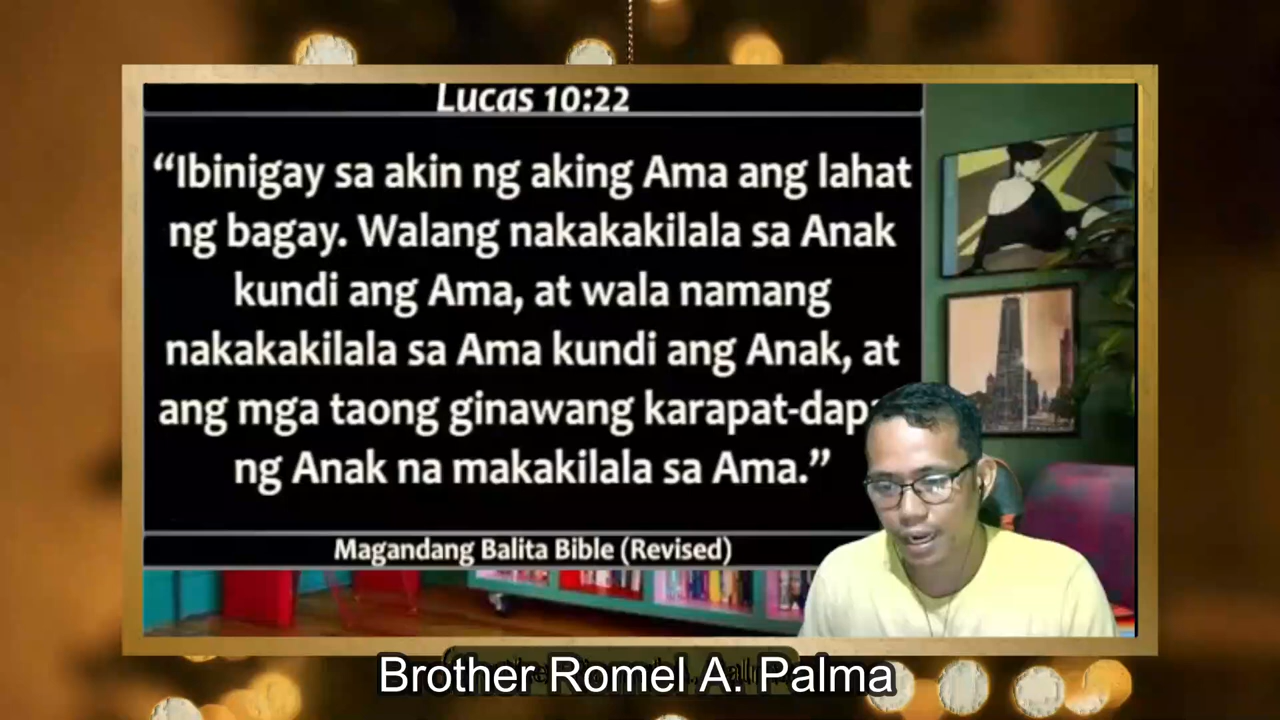 Lucas 10:22
“Ibinigay sa akin ng aking Ama ang lahat
ng bagay. Walang nakakakilala sa Anak
kundi ang Ama, at wala namang
nakakakilala sa Ama kundi ang Anak, at
ang mga taong ginawang
ng Anak na makakilala sa Ama.”
Magandang Balita Bible (Revised)
Brother Romel A. Palma